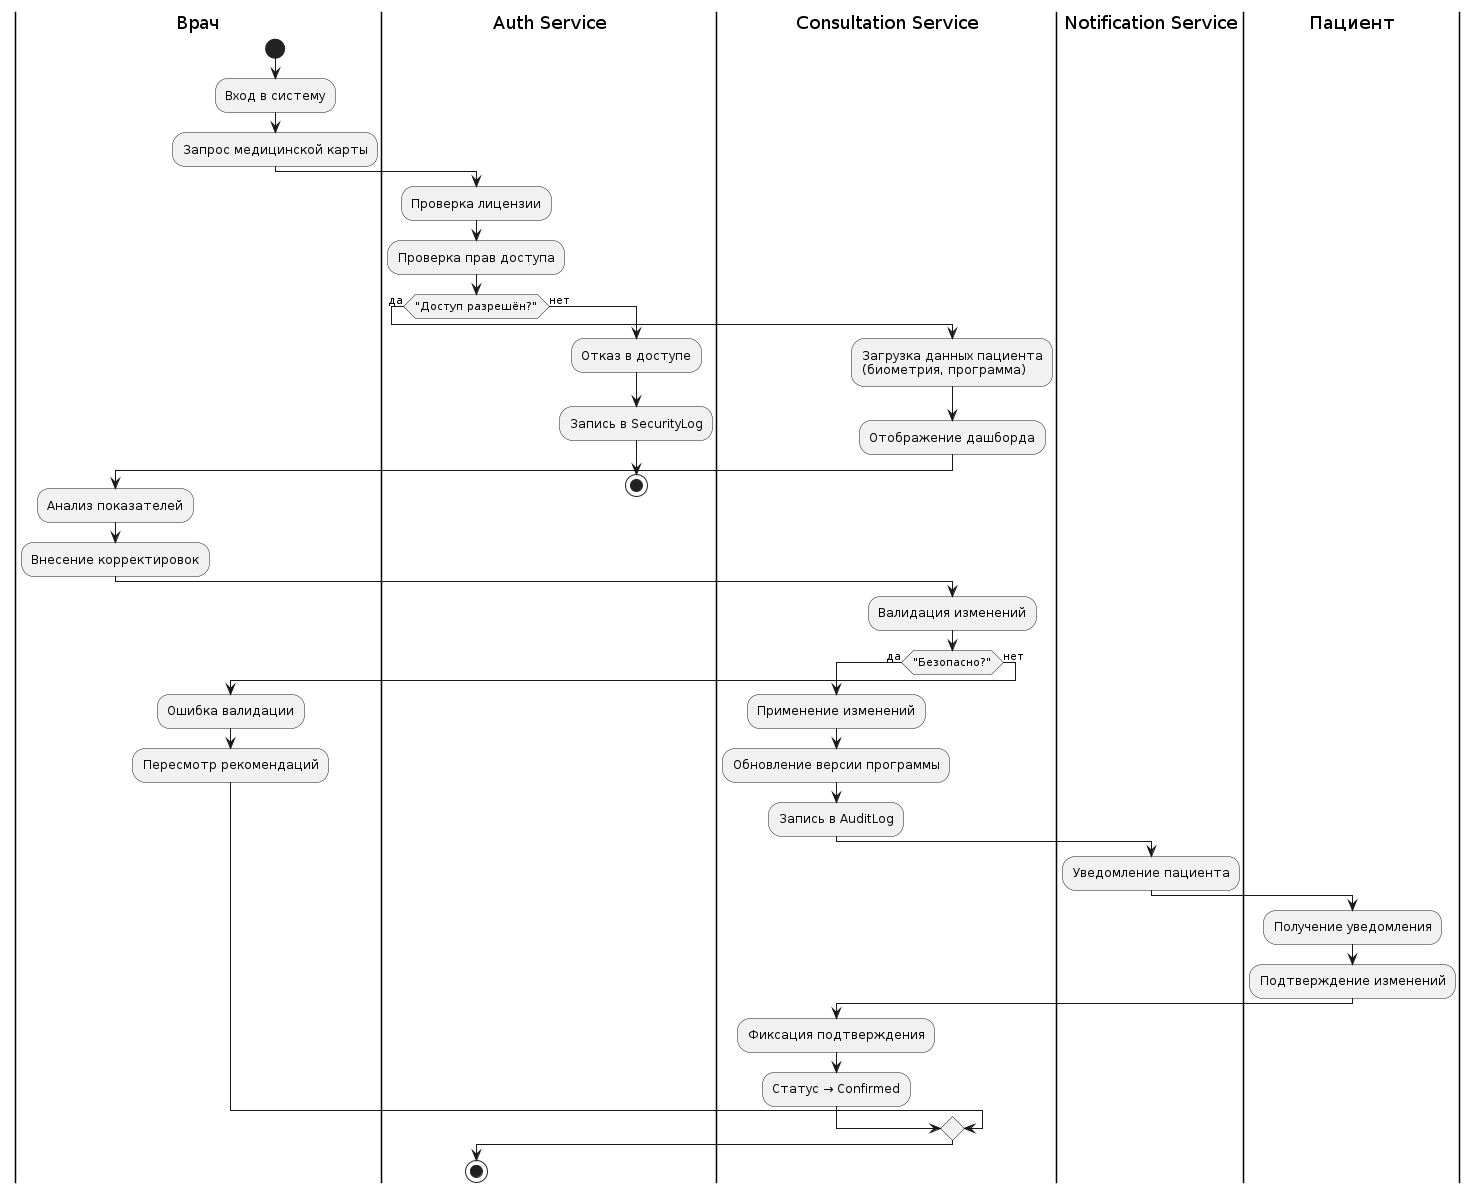 Врач
Auth Service
Consultation Service
Notification Service
Пациент
Вход в систему
Запрос медицинской карты
Проверка лицензии
Проверка прав доступа
да
"Доступ разрешён?"
нет
Отказ в доступе
Загрузка данных пациента
(биометрия, программа)
Запись в SecurityLog
Отображение дашборда
Анализ показателей
Внесение корректировок
Валидация изменений
да
"Безопасно?"
нет
Ошибка валидации
Применение изменений
Пересмотр рекомендаций
Обновление версии программы
Запись в AuditLog
Уведомление пациента
Получение уведомления
Подтверждение изменений
Фиксация подтверждения
Статус → Confirmed